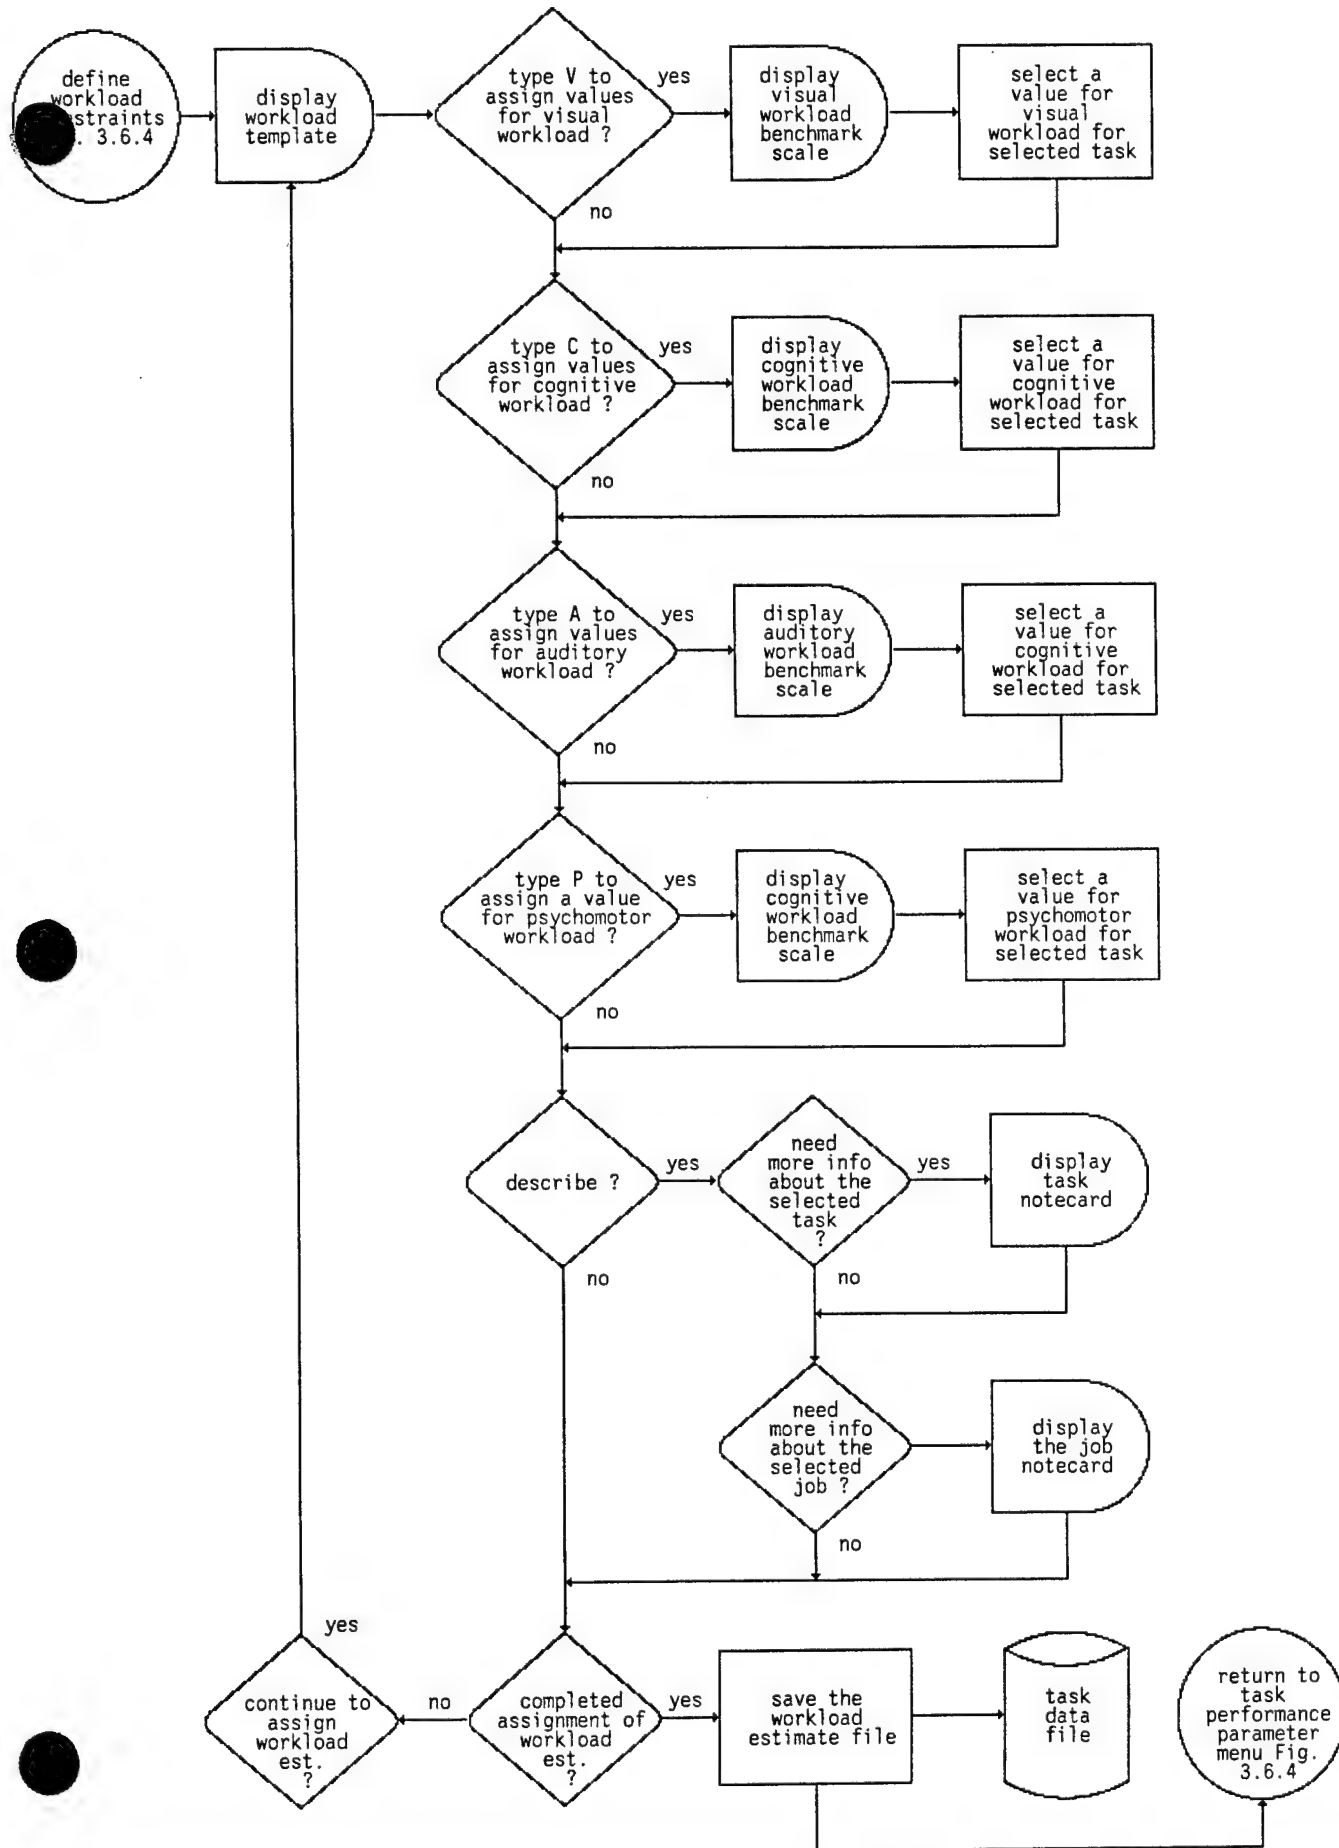 define
workload
straints
. 3.6.4
display
workload
template
type V to
assign values
for visual
workload ?
yes
no
display
visual
workload
benchmark
scale
select a
value for
visual
workload for
selected task
type C to
assign values
for cognitive
workload ?
yes
no
display
cognitive
workload
benchmark
scale
select a
value for
cognitive
workload for
selected task
type A to
assign values
for auditory
workload ?
yes
no
display
auditory
workload
benchmark
scale
select a
value for
cognitive
workload for
selected task
type P to
assign a value
for psychomotor
workload ?
yes
no
display
cognitive
workload
benchmark
scale
select a
value for
psychomotor
workload for
selected task
describe ?
yes
no
need
more info
about the
selected
task
?
yes
no
display
task
notecard
need
more info
about the
selected
job ?
no
display
the job
notecard
yes
continue to
assign
workload
est.
?
no
completed
assignment of
workload
est.
?
yes
save the
workload
estimate file
task
data
file
return to
task
performance
parameter
menu Fig.
3.6.4